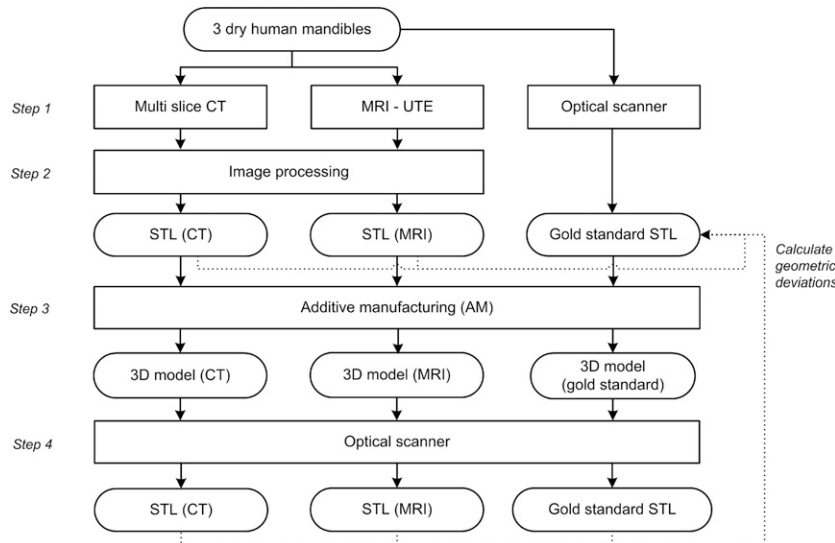 3 dry human mandibles
Step 1
Multi slice CT
MRI - UTE
Optical scanner
Step 2
Image processing
STL (CT)
STL (MRI)
Gold standard STL
Calculate
geometric
deviations
Step 3
Additive manufacturing (AM)
3D model (CT)
3D model (MRI)
3D model
(gold standard)
Step 4
Optical scanner
STL (CT)
STL (MRI)
Gold standard STL